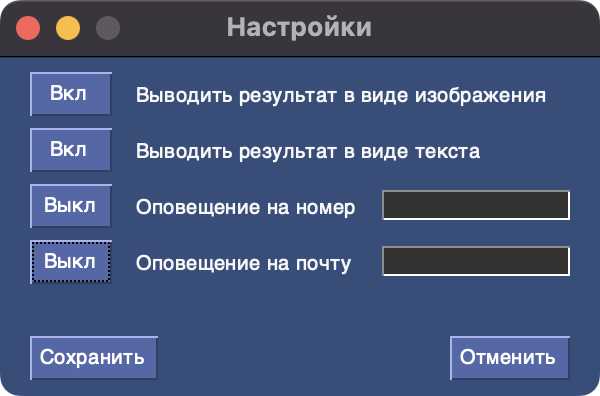 Настройки
Вкл Выводить результат в виде изображения
Вкл Выводить результат в виде текста
Выкл Оповещение на номер
Выкл Оповещение на почту
Сохранить Отменить